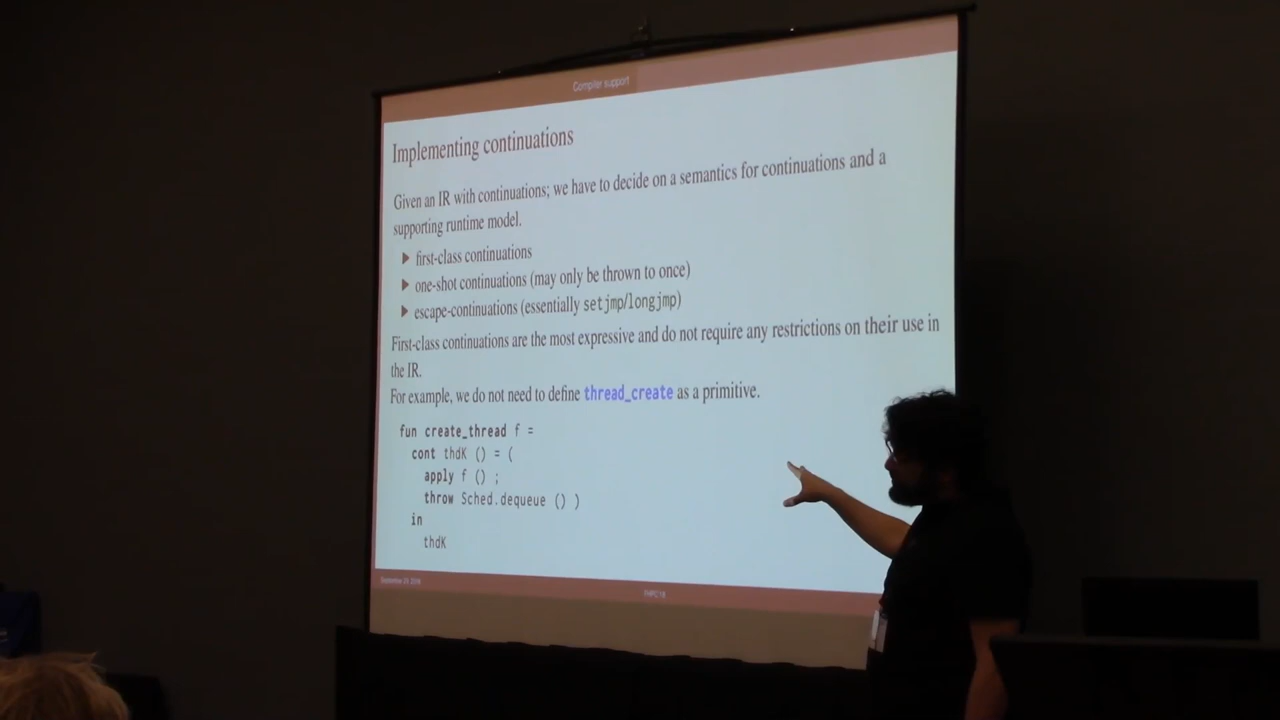 Compiler support
Implementing continuations
Given an IR with continuations; we have to decide on a semantics for continuations and a
supporting runtime model.
▶ first-class continuations
▶ one-shot continuations (may only be thrown to once)
▶ escape-continuations (essentially setjmp/longjmp)
First-class continuations are the most expressive and do not require any restrictions on their use in
the IR.
For example, we do not need to define thread_create as a primitive.
fun create_thread f =
cont thdK () = (
apply f () ;
throw Sched.dequeue () )
in
thdK